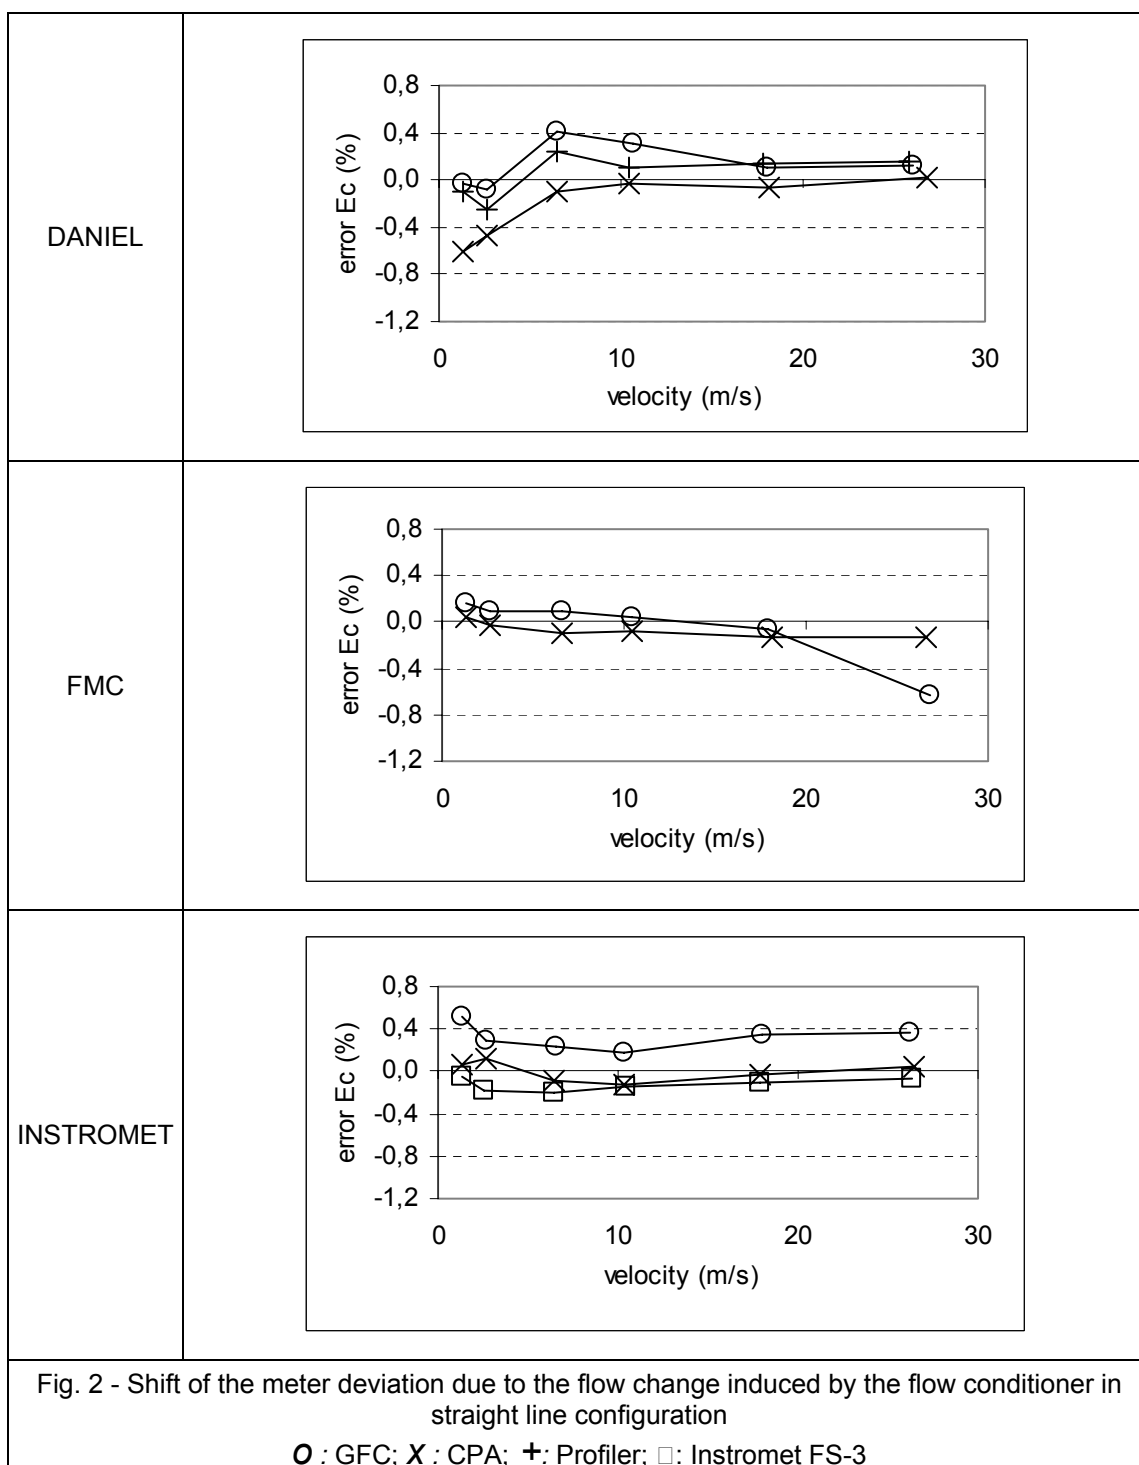 DANIEL
0,8
0,4
0,0
-0,4
-0,8
-1,2
error Ec (%)
0 10 20 30
velocity (m/s)
FMC
0,8
0,4
0,0
-0,4
-0,8
-1,2
error Ec (%)
0 10 20 30
velocity (m/s)
INSTROMET
0,8
0,4
0,0
-0,4
-0,8
-1,2
error Ec (%)
0 10 20 30
velocity (m/s)
Fig. 2 - Shift of the meter deviation due to the flow change induced by the flow conditioner in
straight line configuration
O : GFC; X : CPA; +: Profiler; □: Instromet FS-3